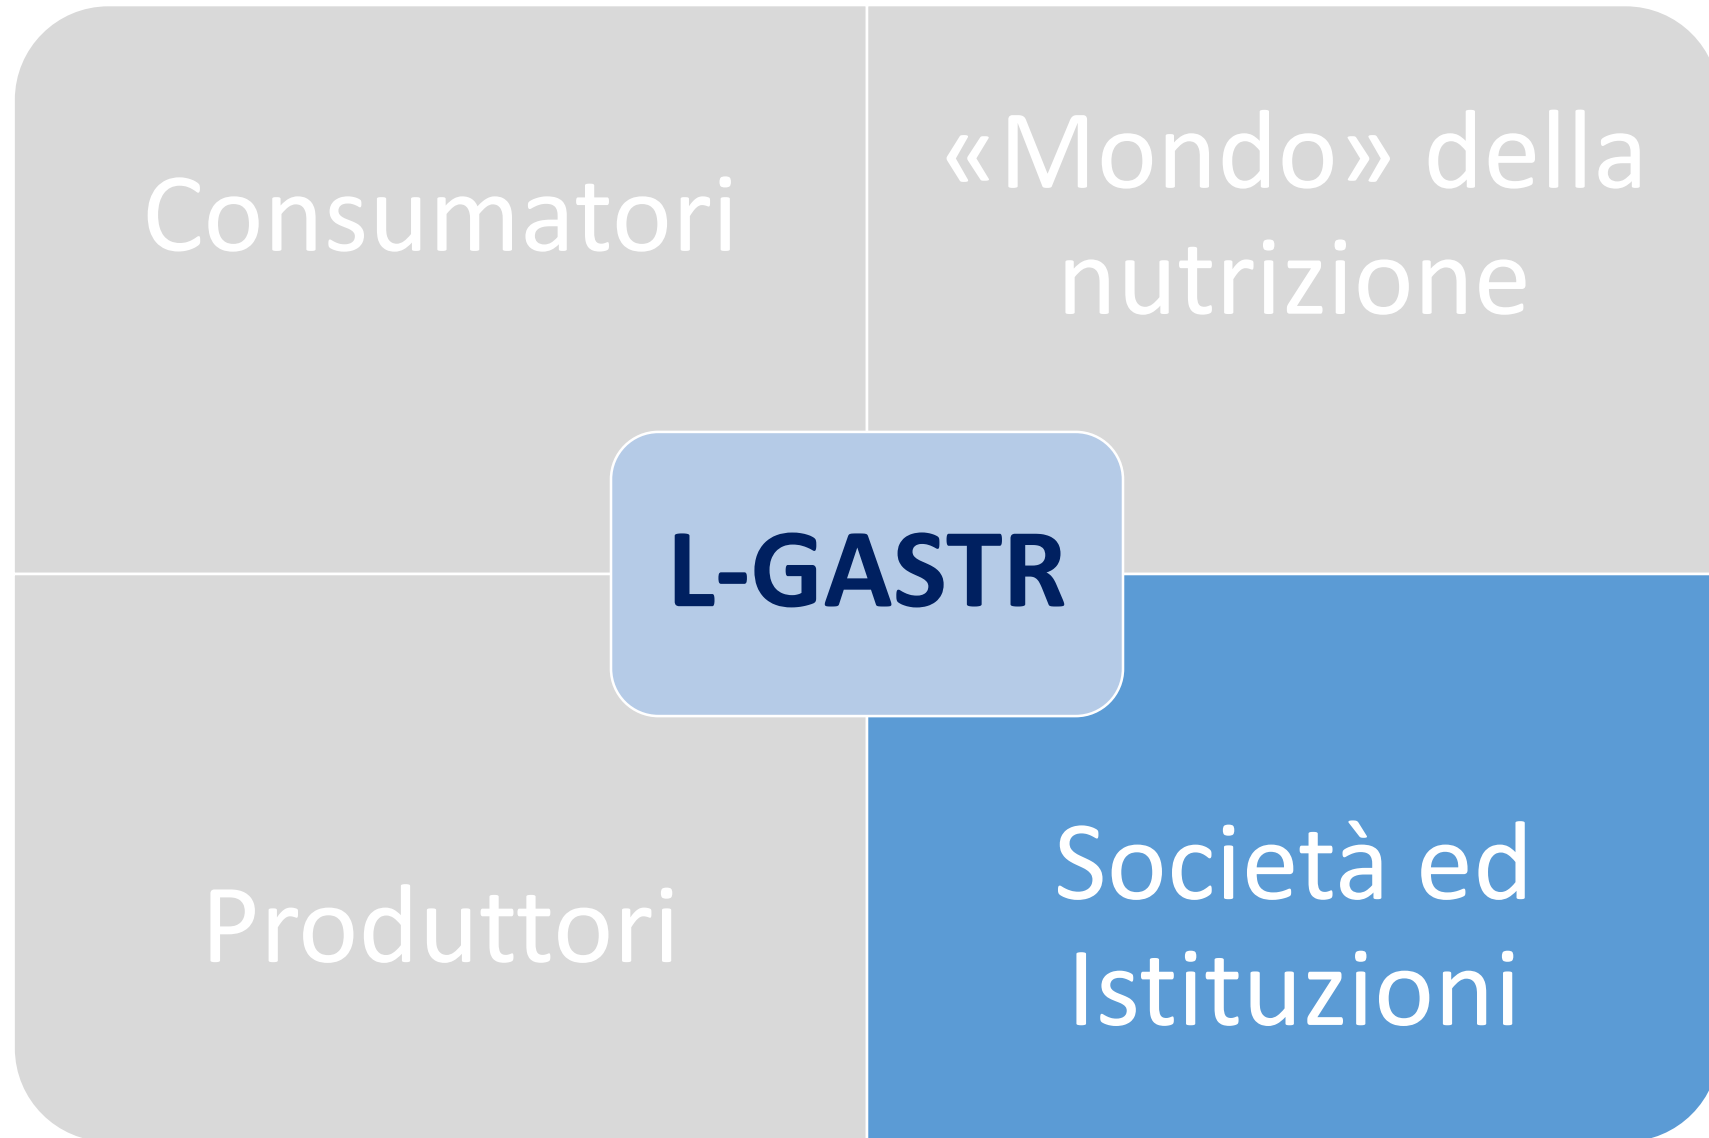 Consumatori
«Mondo» della
nutrizione
L-GASTR
Produttori
Società ed
Istituzioni